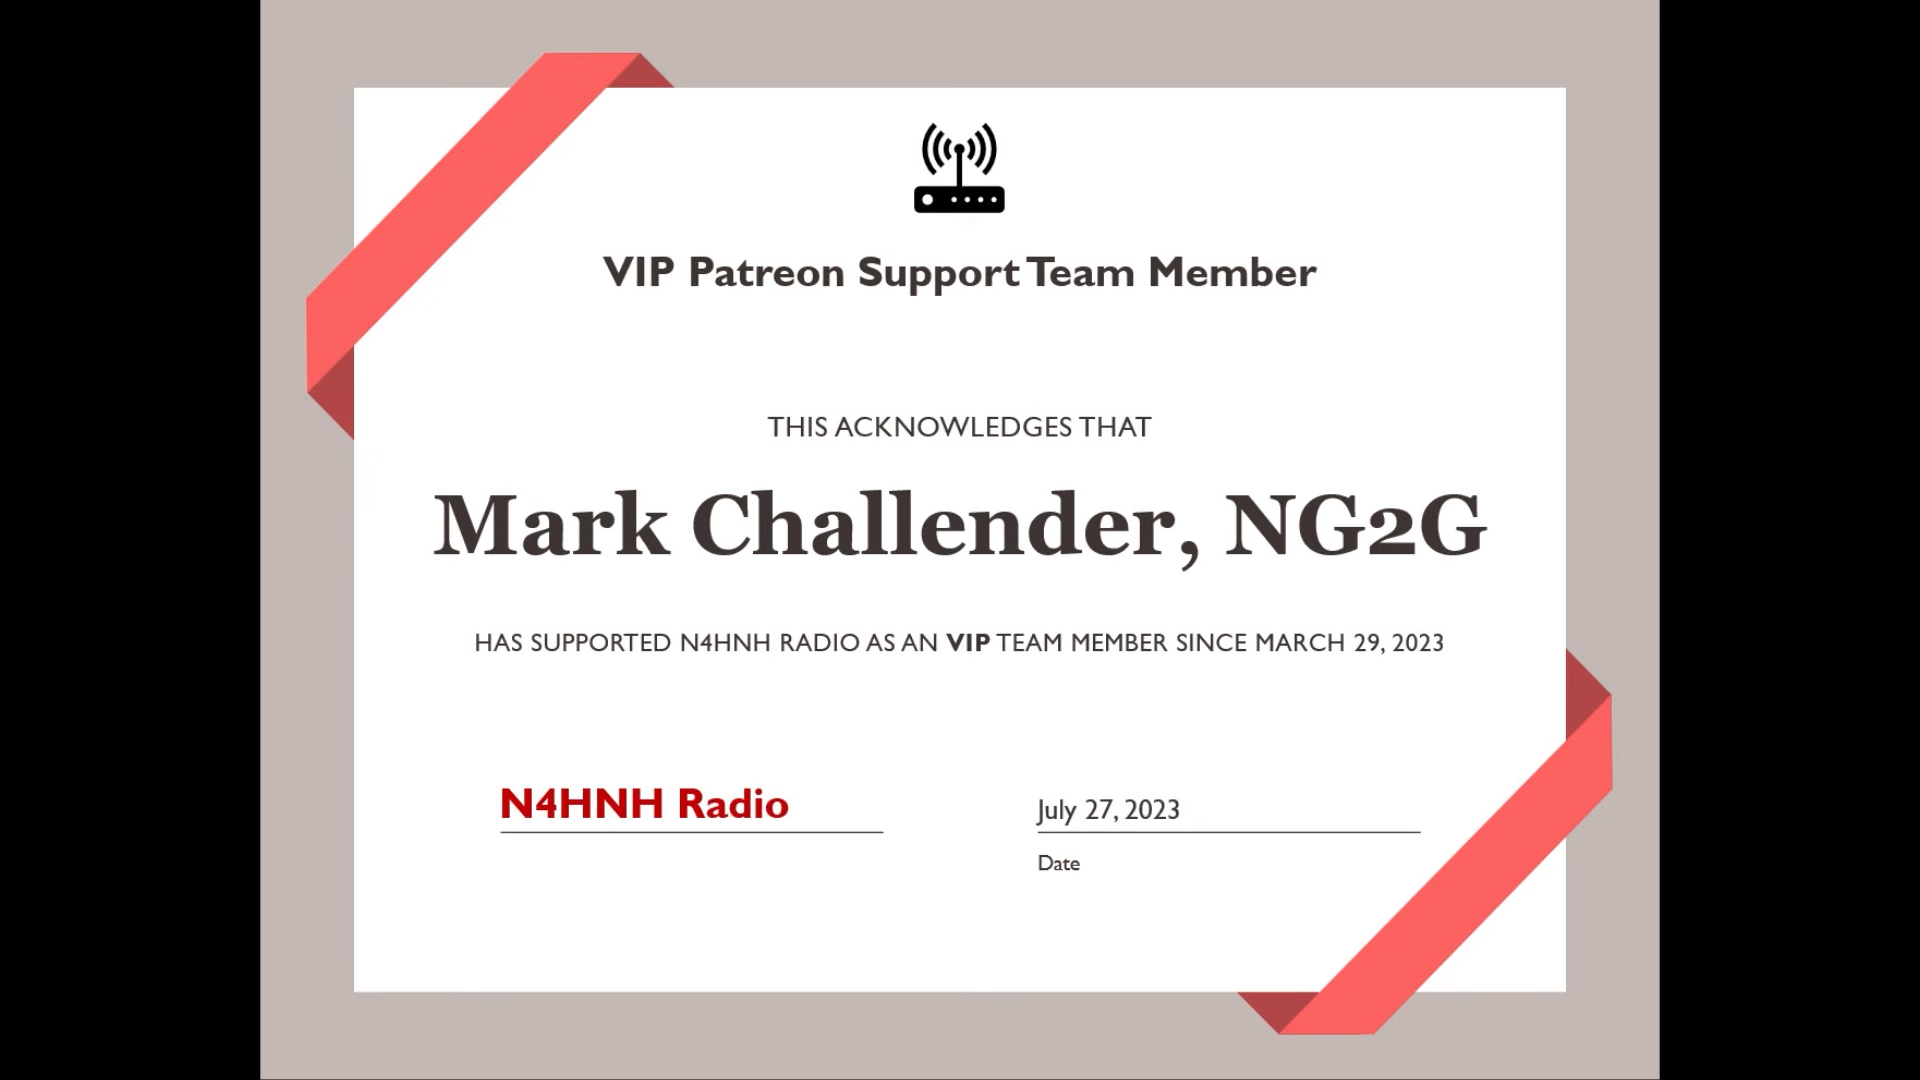 VIP Patreon Support Team Member
THIS ACKNOWLEDGES THAT
Mark Challender, NG2G
HAS SUPPORTED N4HNH RADIO AS AN VIP TEAM MEMBER SINCE MARCH 29, 2023
N4HNH Radio
July 27, 2023
Date